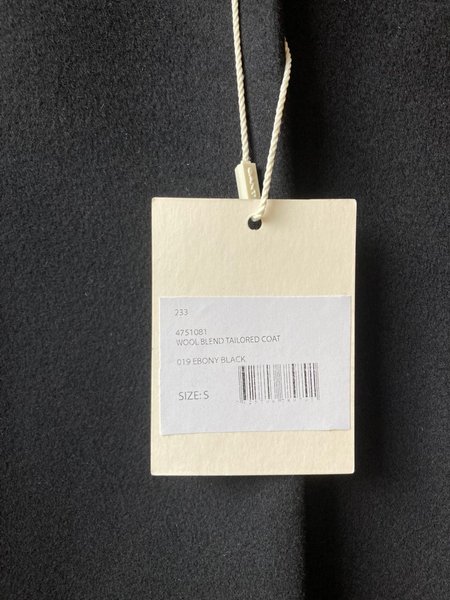 233
4751081
WOOL BLEND TAILORED COAT
019 EBONY BLACK
SIZE: S